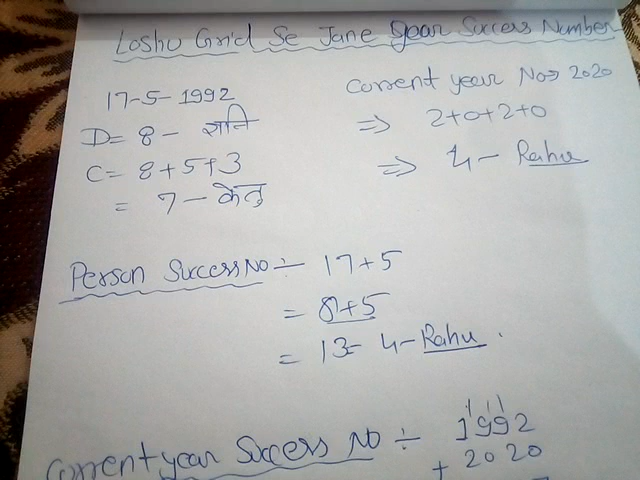 Loshu Grid Se Jane year Success Number
17-5-1992
D= 8 - शनि
C= 8+5+3
= 7 - केतु
Current year No⇒ 2020
⇒ 2+0+2+0
⇒ 4 - Rahu
Person Success No ÷ 17+5
= 8+5
= 13= 4 - Rahu.
Current year Success No ÷ 1992
+ 2020